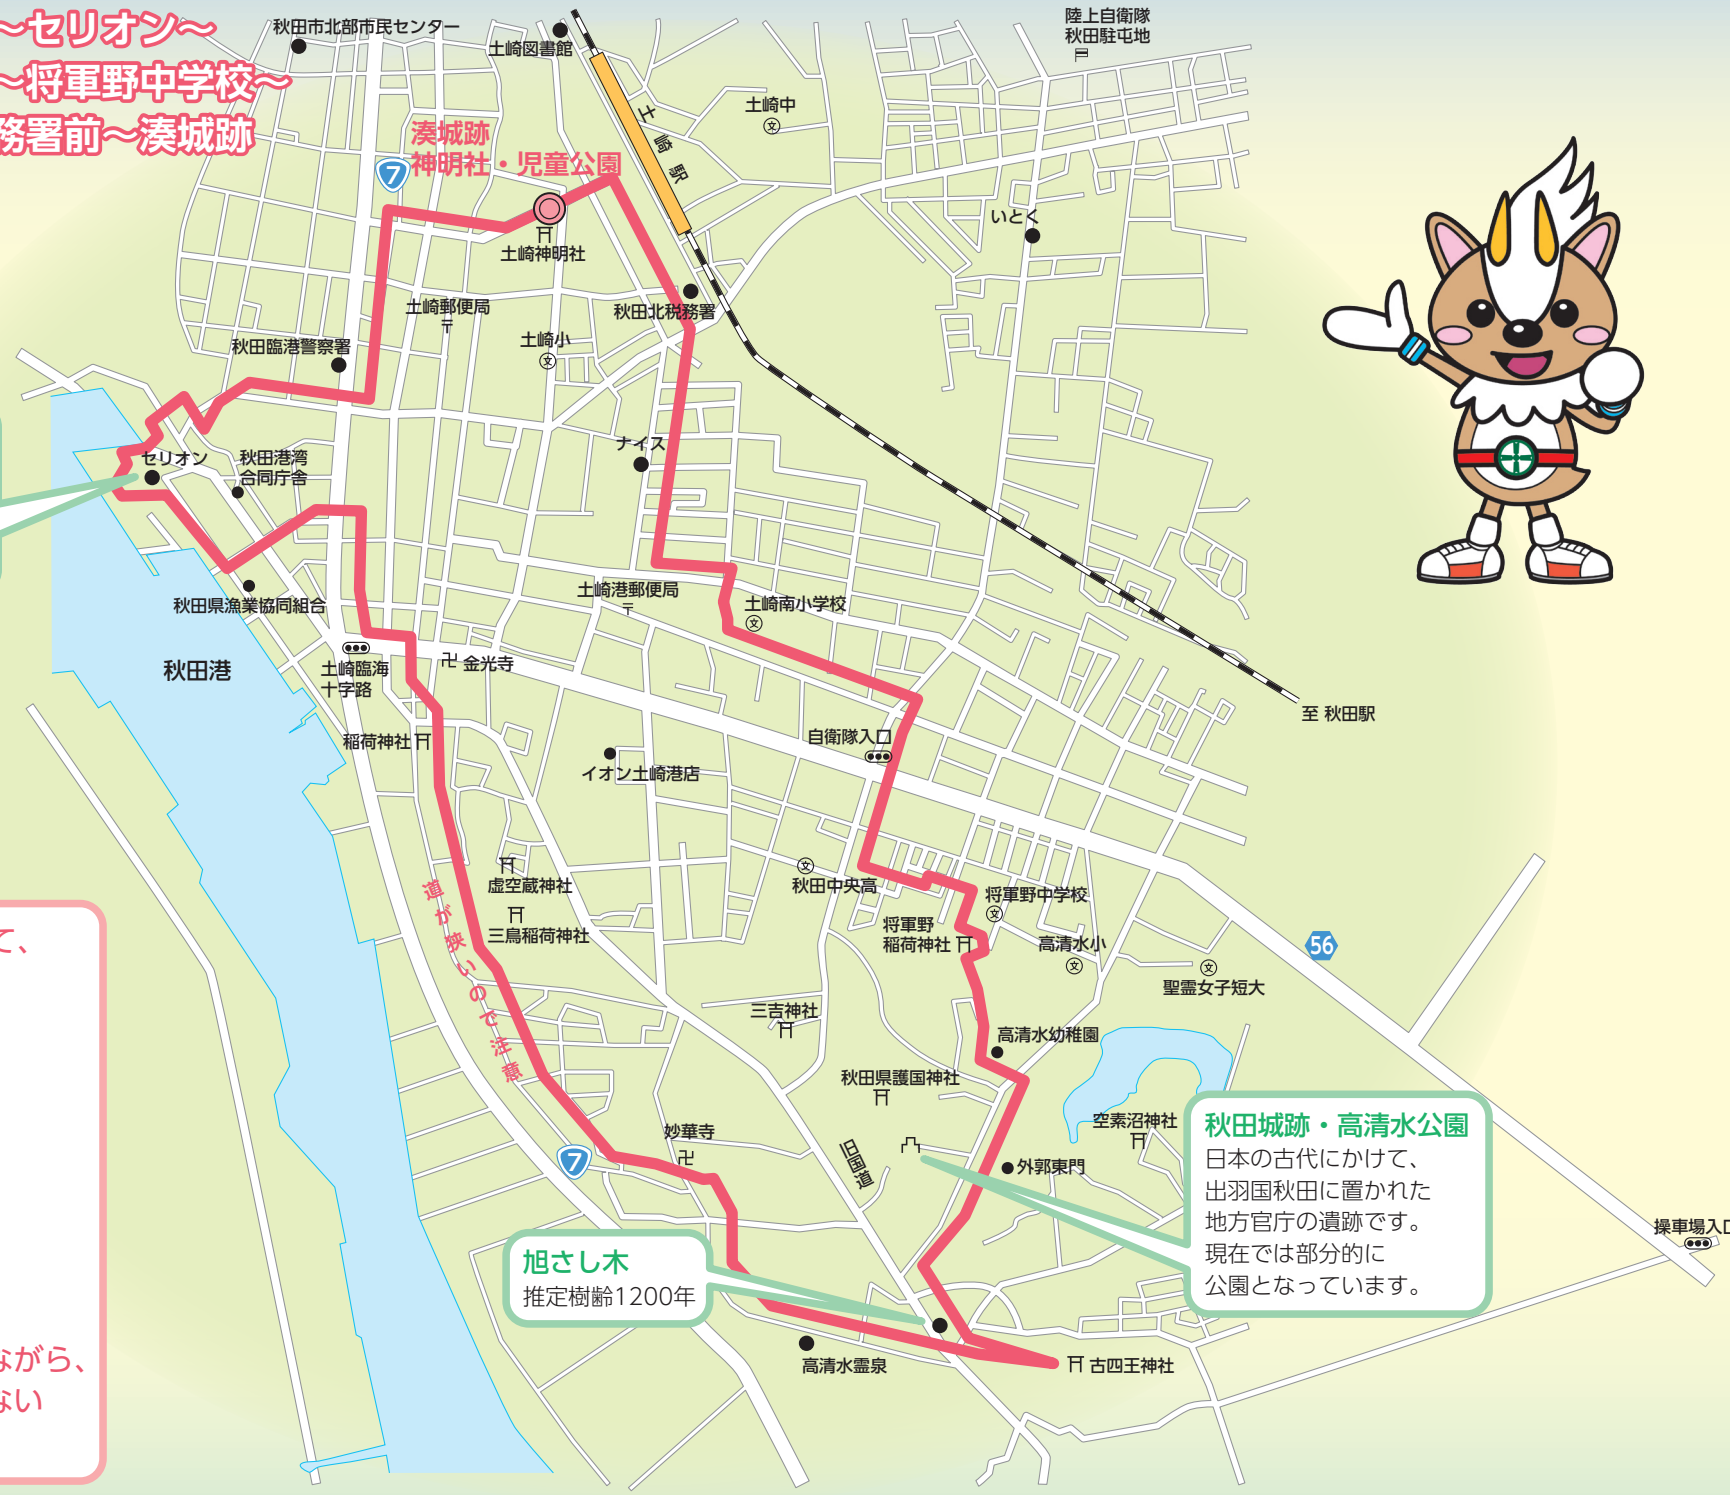 ～セリオン～
～将軍野中学校～
務署前～湊城跡
秋田市北部市民センター
土崎図書館
陸上自衛隊
秋田駐屯地
土崎中
文
土崎駅
湊城跡
神明社・児童公園
7
いとく
土崎神明社
土崎郵便局
〒
秋田北税務署
秋田臨港警察署
土崎小
文
ナイス
セリオン
秋田港湾
合同庁舎
秋田県漁業協同組合
土崎港郵便局
〒
土崎南小学校
文
秋田港
土崎臨海
十字路
卍 金光寺
至 秋田駅
稲荷神社
自衛隊入口
イオン土崎港店
虚空蔵神社
文
秋田中央高
将軍野中学校
文
道が狭いので注意
三鳥稲荷神社
将軍野
稲荷神社
高清水小
文
56
文
聖霊女子短大
て、
三吉神社
高清水幼稚園
秋田県護国神社
空素沼神社
妙華寺
卍
7
旧国道
外郭東門
秋田城跡・高清水公園
日本の古代にかけて、
出羽国秋田に置かれた
地方官庁の遺跡です。
現在では部分的に
公園となっています。
操車場入口
旭さし木
推定樹齢1200年
高清水霊泉
古四王神社
ながら、
ない